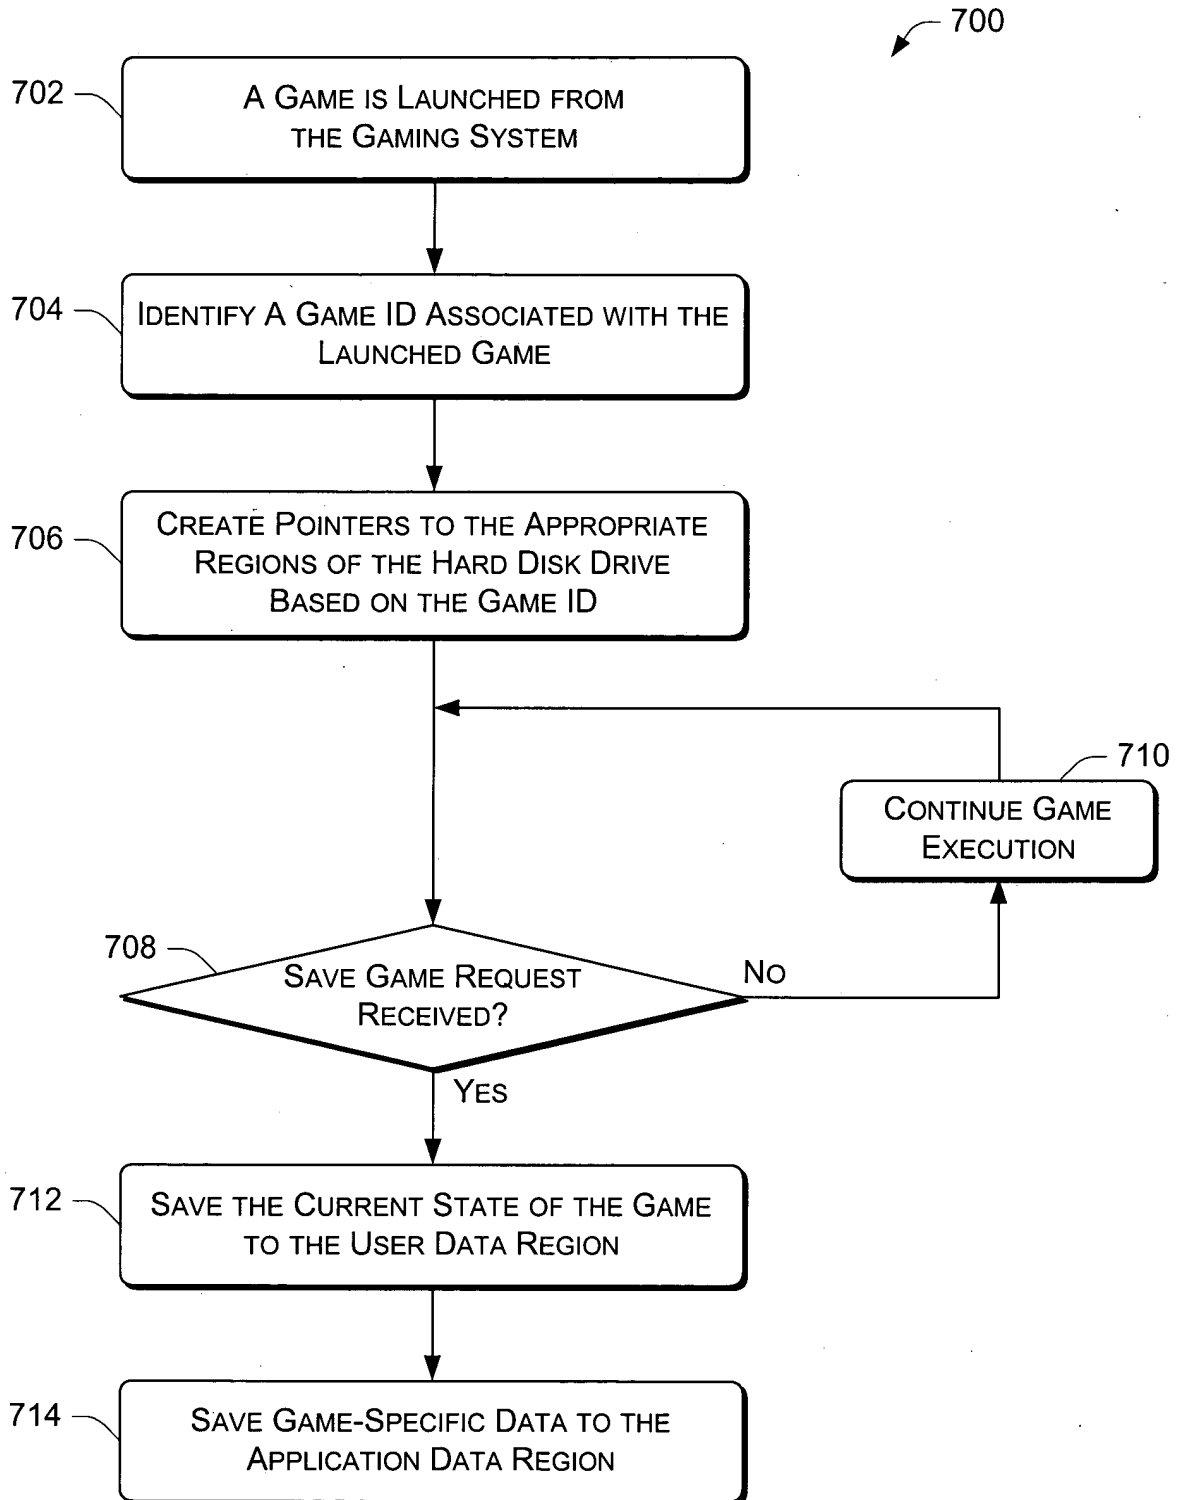 700
702
A GAME IS LAUNCHED FROM
THE GAMING SYSTEM
704
IDENTIFY A GAME ID ASSOCIATED WITH THE
LAUNCHED GAME
706
CREATE POINTERS TO THE APPROPRIATE
REGIONS OF THE HARD DISK DRIVE
BASED ON THE GAME ID
710
CONTINUE GAME
EXECUTION
708
SAVE GAME REQUEST
RECEIVED?
NO
YES
712
SAVE THE CURRENT STATE OF THE GAME
TO THE USER DATA REGION
714
SAVE GAME-SPECIFIC DATA TO THE
APPLICATION DATA REGION